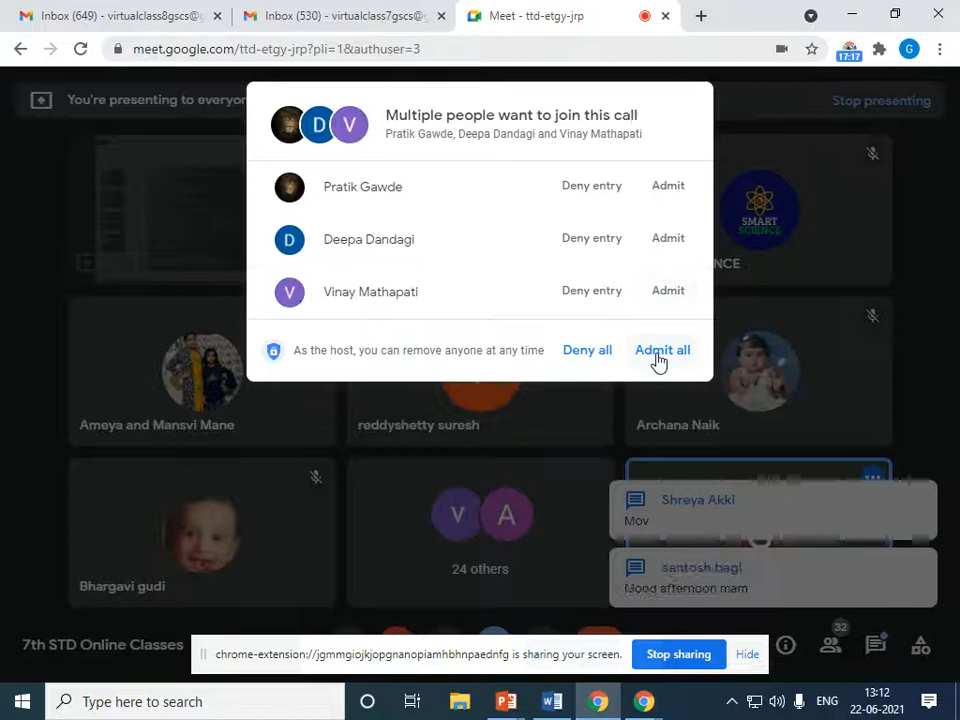 Inbox (649) - virtualclass8gscs@
Inbox (530) - virtualclass7gscs@
Meet - ttd-etgy-jrp
meet.google.com/ttd-etgy-jrp?pli=1&authuser=3
17:17
G
You're presenting to everyon
Stop presenting
D
V
Multiple people want to join this call
Pratik Gawde, Deepa Dandagi and Vinay Mathapati
Pratik Gawde
Deny entry
Admit
D
Deepa Dandagi
Deny entry
Admit
V
Vinay Mathapati
Deny entry
Admit
As the host, you can remove anyone at any time
Deny all
Admit all
SMART
SCIENCE
NCE
Ameya and Mansvi Mane
reddyshetty suresh
Archana Naik
Bhargavi gudi
V
A
24 others
Shreya Akki
Mov
santosh bagi
Good afternoon mam
7th STD Online Classes
chrome-extension://jgmmgiojkjopgnanopiamhbhnpaednfg is sharing your screen.
Stop sharing
Hide
32
Type here to search
ENG
13:12
22-06-2021